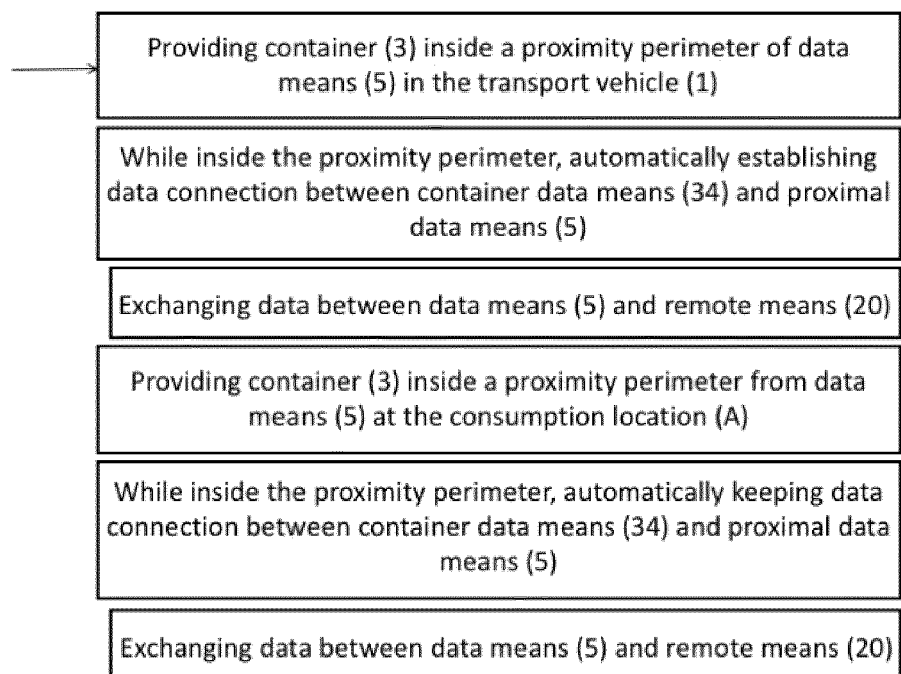 Providing container (3) inside a proximity perimeter of data
means (5) in the transport vehicle (1)
While inside the proximity perimeter, automatically establishing
data connection between container data means (34) and proximal
data means (5)
Exchanging data between data means (5) and remote means (20)
Providing container (3) inside a proximity perimeter from data
means (5) at the consumption location (A)
While inside the proximity perimeter, automatically keeping data
connection between container data means (34) and proximal data
means (5)
Exchanging data between data means (5) and remote means (20)